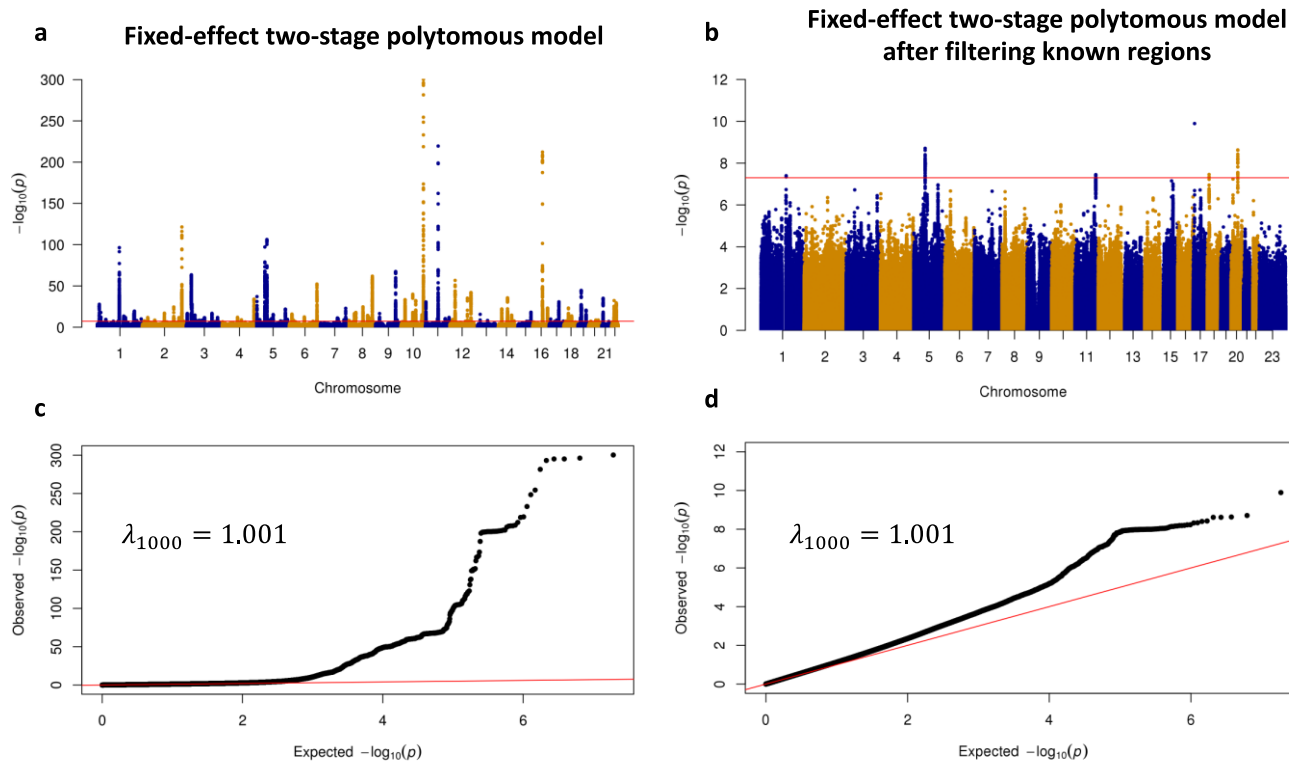 a
Fixed-effect two-stage polytomous model
300
250
200
150
100
50
0
−log10(p)
1 2 3 4 5 6 7 8 9 10 12 14 16 18 21
Chromosome
b
Fixed-effect two-stage polytomous model
after filtering known regions
12
10
8
6
4
2
0
−log10(p)
1 2 3 4 5 6 7 8 9 11 13 15 17 20 23
Chromosome
c
300
250
200
150
100
50
0
Observed −log10(p)
λ1000 = 1.001
0 2 4 6
Expected −log10(p)
d
12
10
8
6
4
2
0
Observed −log10(p)
λ1000 = 1.001
0 2 4 6
Expected −log10(p)